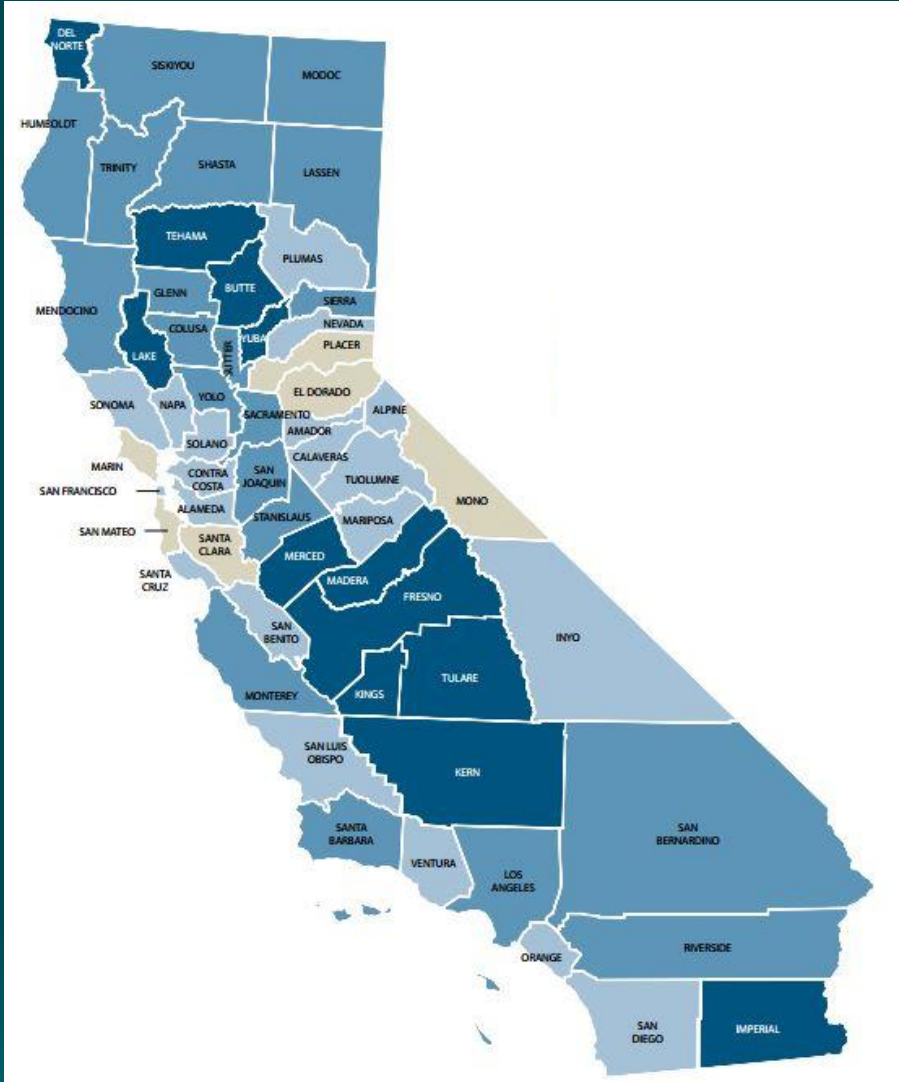 DEL
NORTE
SISKIYOU
MODOC
HUMBOLDT
TRINITY
SHASTA
LASSEN
TEHAMA
PLUMAS
BUTTE
GLENN
SIERRA
MENDOCINO
NEVADA
COLUSA
YUBA
SUTTER
PLACER
LAKE
EL DORADO
YOLO
SONOMA
NAPA
SACRAMENTO
ALPINE
AMADOR
SOLANO
CALAVERAS
MARIN
CONTRA
COSTA
SAN
JOAQUIN
TUOLUMNE
SAN FRANCISCO
MONO
ALAMEDA
STANISLAUS
MARIPOSA
SAN MATEO
SANTA
CLARA
MERCED
SANTA
CRUZ
MADERA
FRESNO
SAN
BENITO
INYO
TULARE
MONTEREY
KINGS
SAN LUIS
OBISPO
KERN
SANTA
BARBARA
SAN
BERNARDINO
VENTURA
LOS
ANGELES
RIVERSIDE
ORANGE
SAN
DIEGO
IMPERIAL